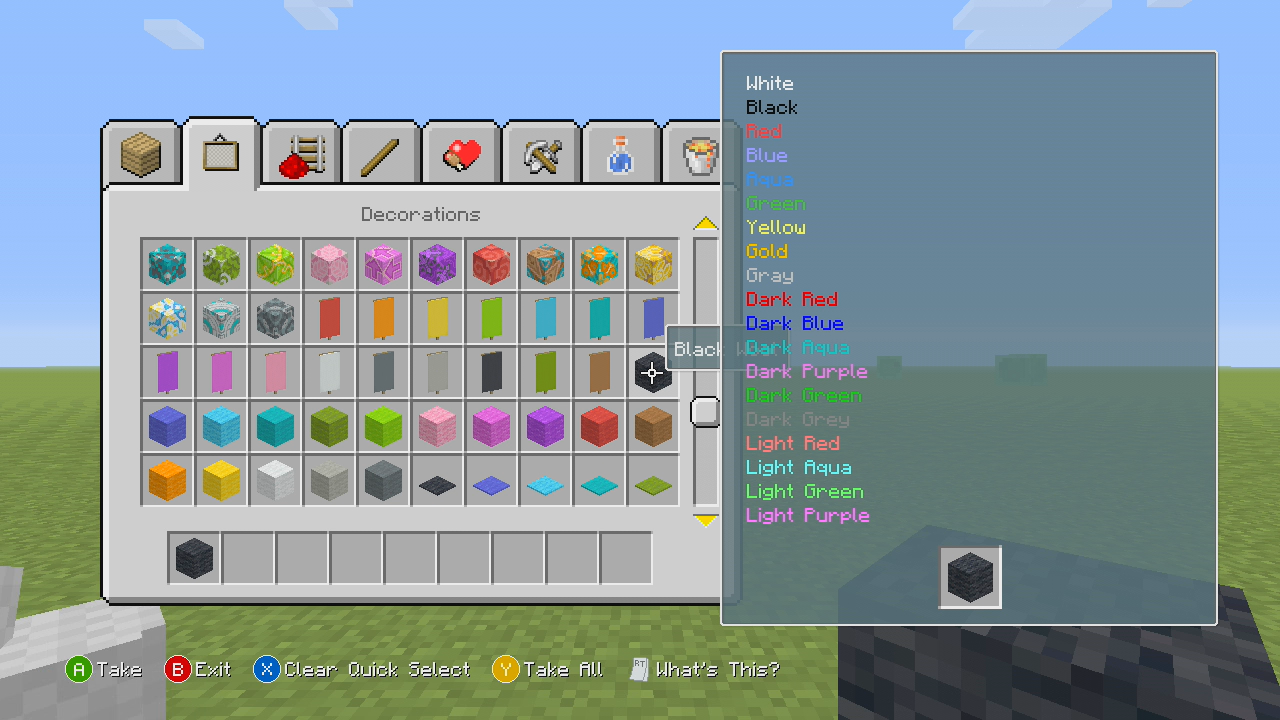 Decorations
Black Wool
White
Black
Red
Blue
Aqua
Green
Yellow
Gold
Gray
Dark Red
Dark Blue
Dark Aqua
Dark Purple
Dark Green
Dark Grey
Light Red
Light Aqua
Light Green
Light Purple
A Take
B Exit
X Clear Quick Select
Y Take All
RT What's This?